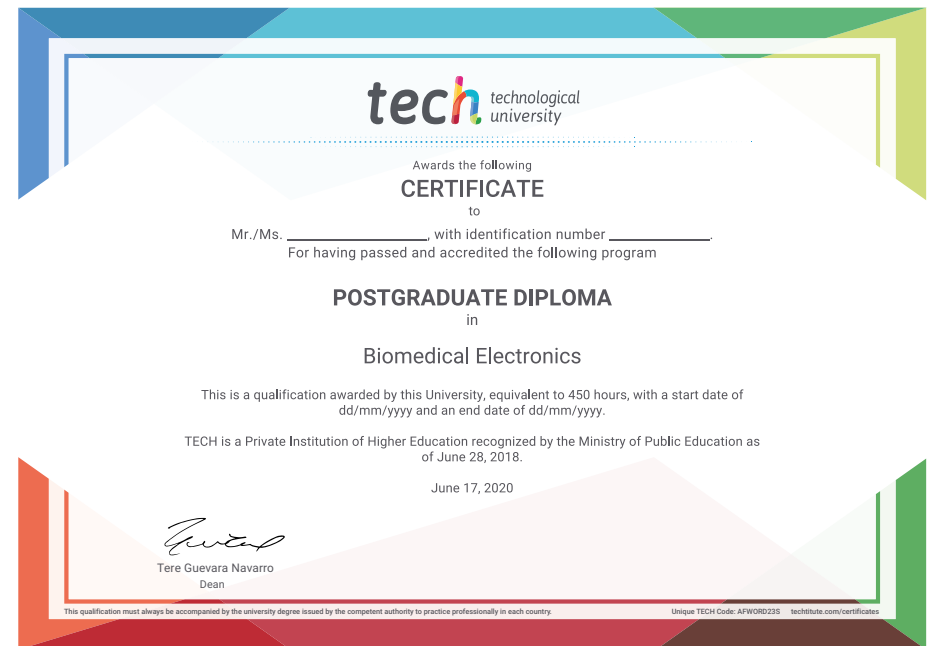 tech technological
university
Awards the following
CERTIFICATE
to
Mr./Ms. ____________________, with identification number ______________.
For having passed and accredited the following program
POSTGRADUATE DIPLOMA
in
Biomedical Electronics
This is a qualification awarded by this University, equivalent to 450 hours, with a start date of
dd/mm/yyyy and an end date of dd/mm/yyyy.
TECH is a Private Institution of Higher Education recognized by the Ministry of Public Education as
of June 28, 2018.
June 17, 2020
Tere Guevara Navarro
Dean
This qualification must always be accompanied by the university degree issued by the competent authority to practice professionally in each country. Unique TECH Code: AFWORD23S techtitute.com/certificates